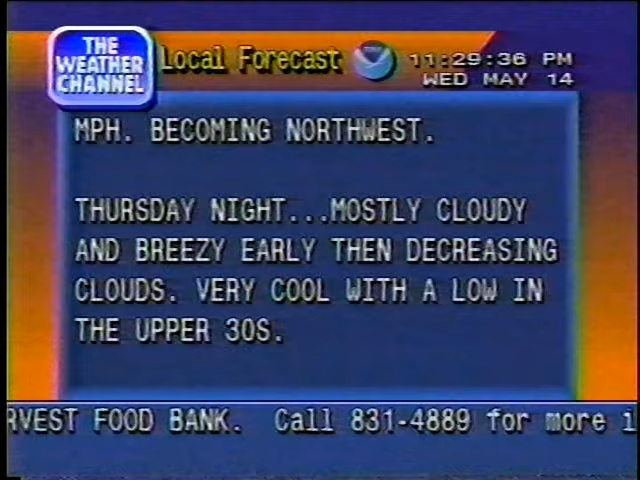 THE
WEATHER
CHANNEL
Local Forecast
11:29:36 PM
WED MAY 14
MPH. BECOMING NORTHWEST.
THURSDAY NIGHT...MOSTLY CLOUDY
AND BREEZY EARLY THEN DECREASING
CLOUDS. VERY COOL WITH A LOW IN
THE UPPER 30S.
RVEST FOOD BANK.  Call 831-4889 for more i